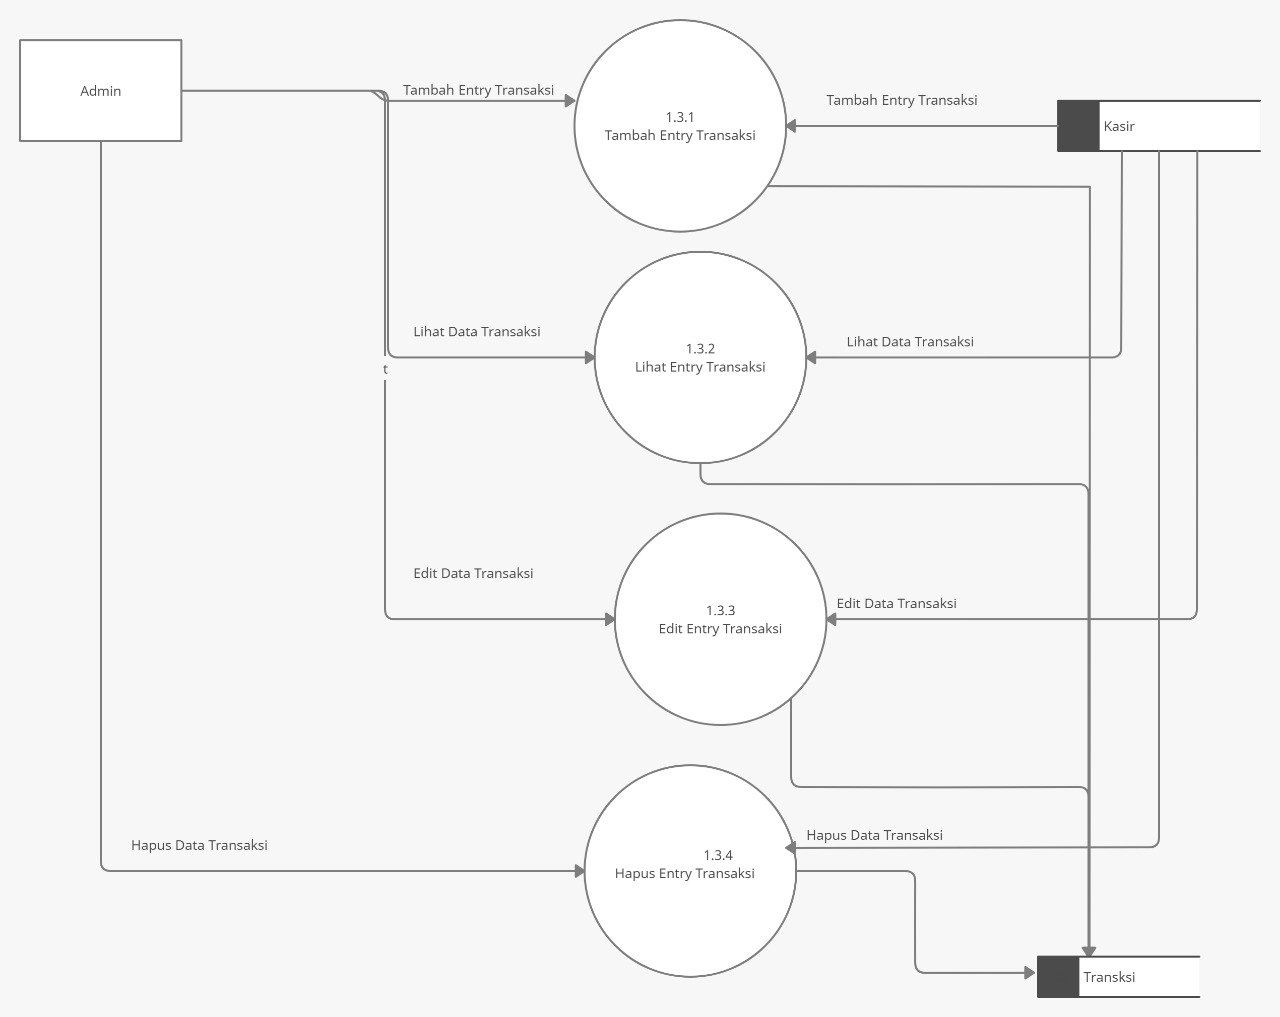 Admin
Tambah Entry Transaksi
1.3.1
Tambah Entry Transaksi
Tambah Entry Transaksi
Kasir
Lihat Data Transaksi
t
1.3.2
Lihat Entry Transaksi
Lihat Data Transaksi
Edit Data Transaksi
1.3.3
Edit Entry Transaksi
Edit Data Transaksi
Hapus Data Transaksi
1.3.4
Hapus Entry Transaksi
Hapus Data Transaksi
Transksi